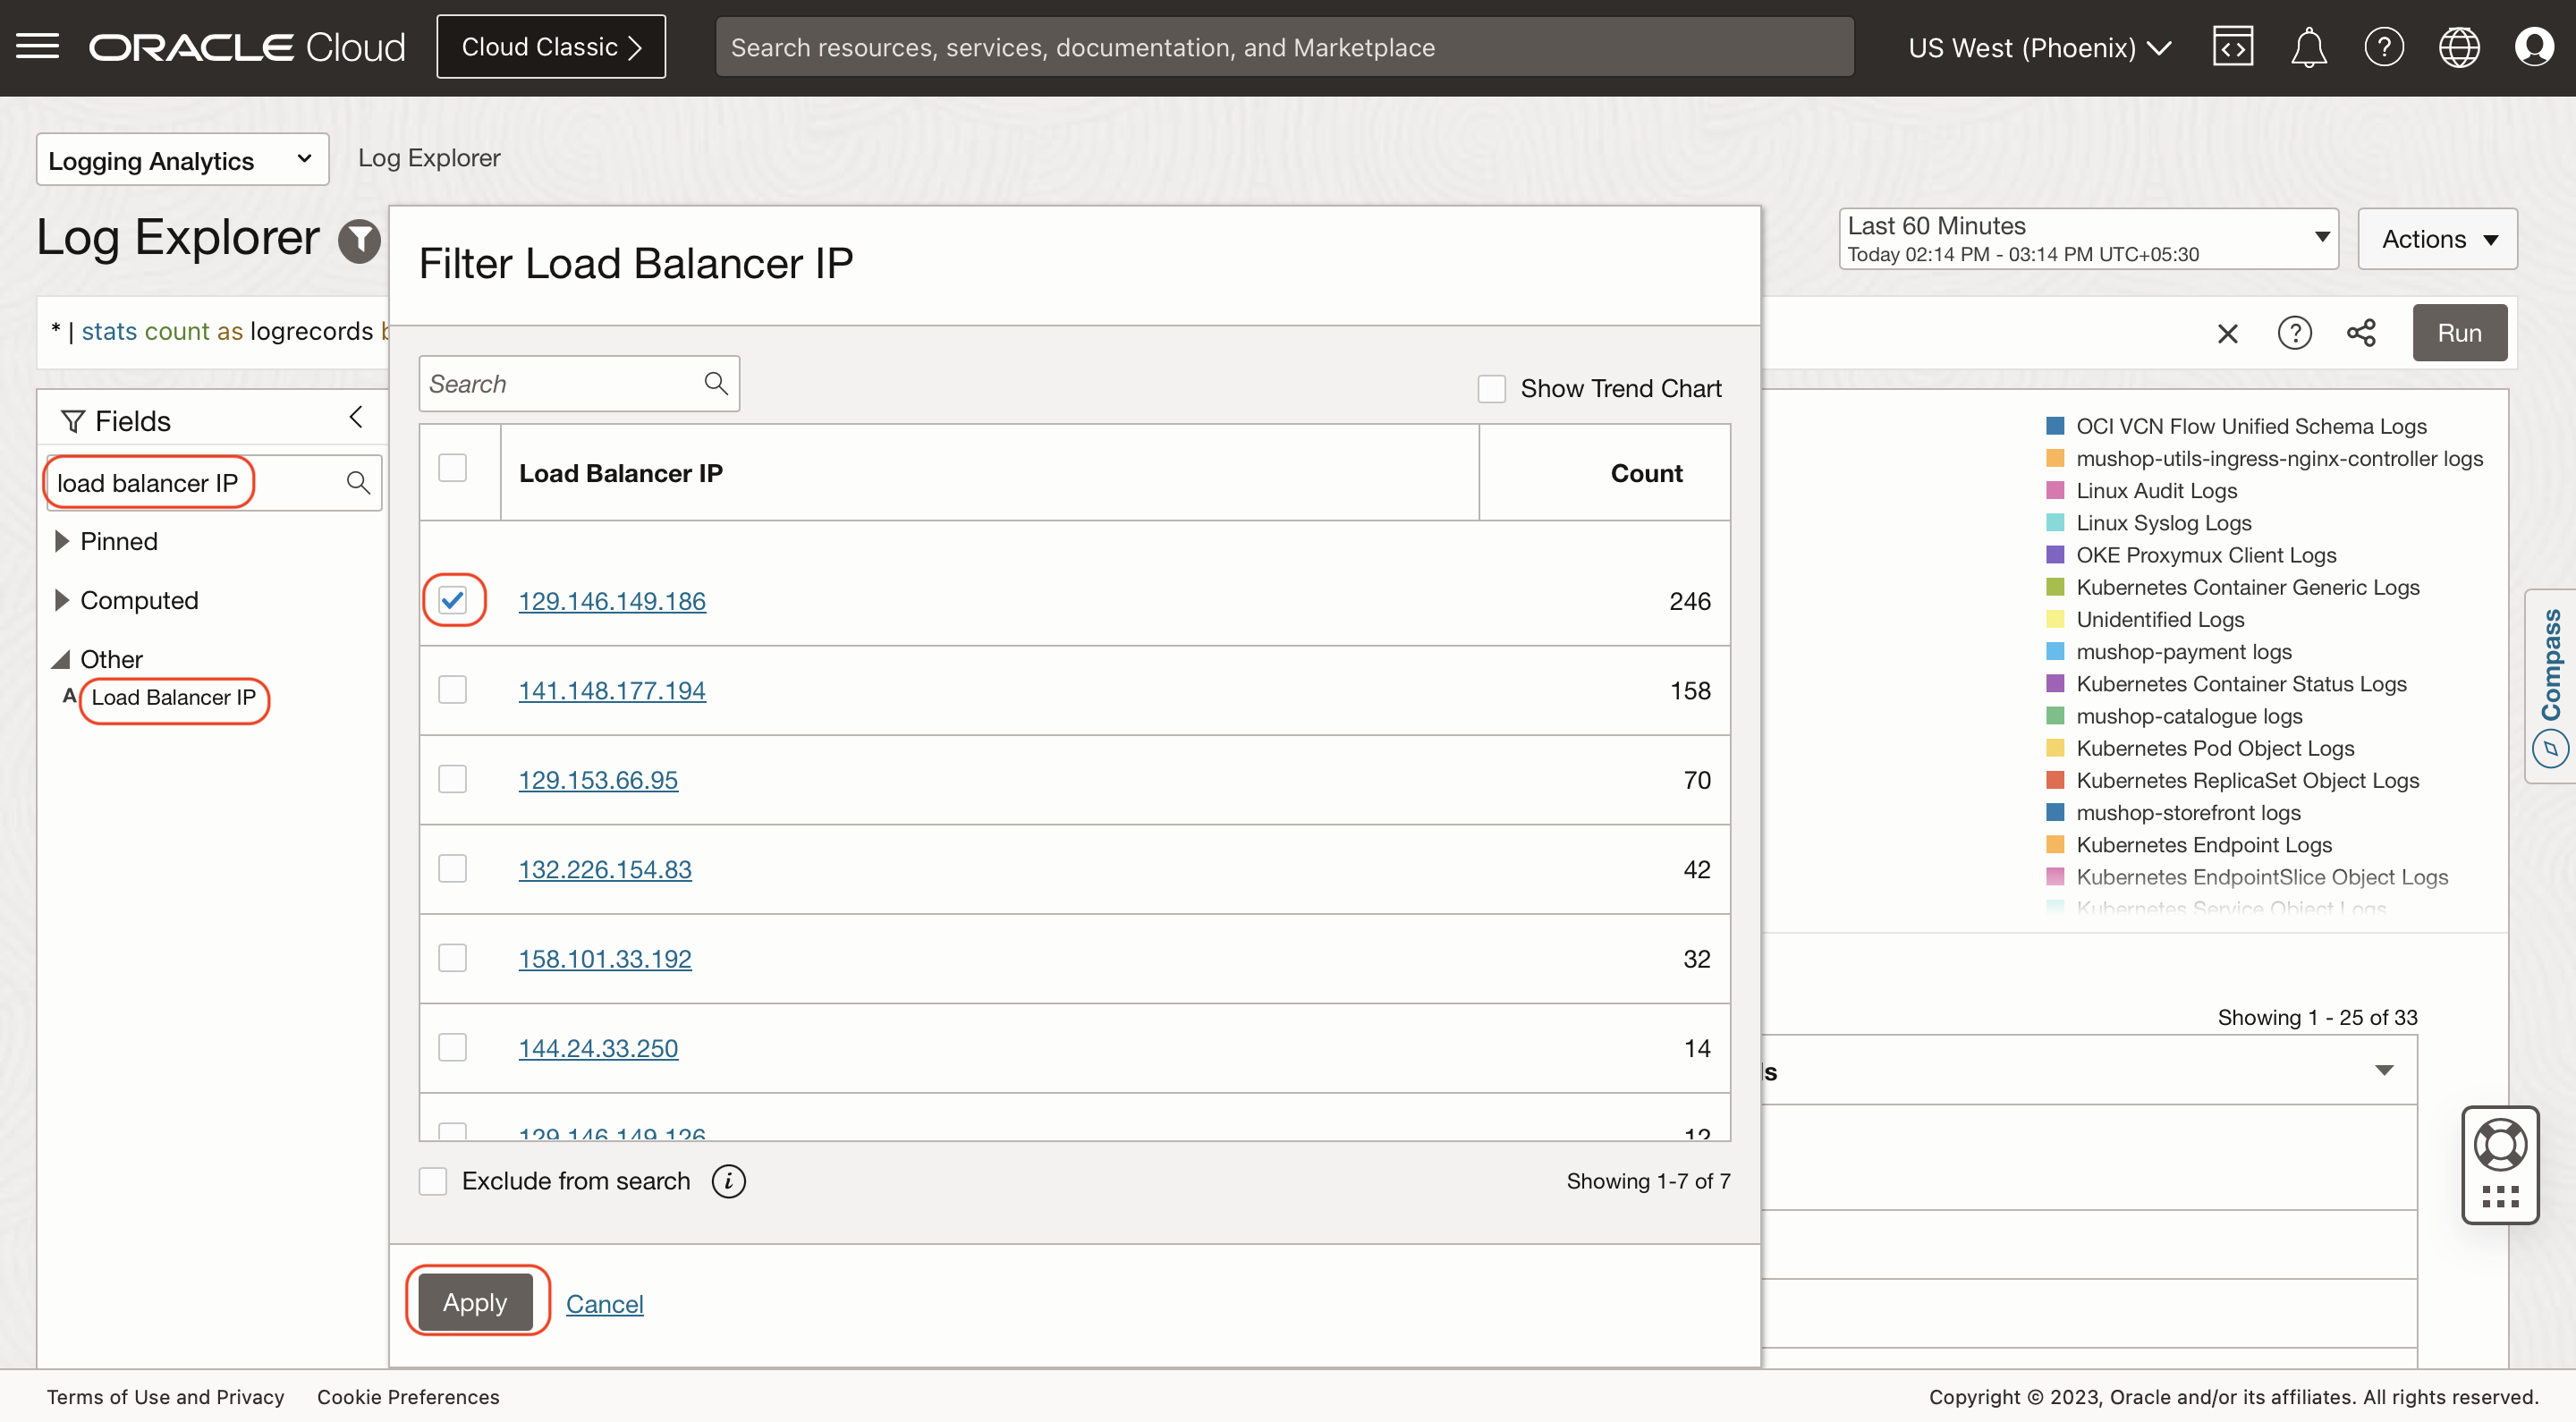 ORACLE Cloud
Cloud Classic
Search resources, services, documentation, and Marketplace
US West (Phoenix)
Logging Analytics
Log Explorer
Log Explorer
Last 60 Minutes
Today 02:14 PM - 03:14 PM UTC+05:30
Actions
* | stats count as logrecords
Run
Fields
load balancer IP
Pinned
Computed
Other
A Load Balancer IP
Filter Load Balancer IP
Search
Show Trend Chart
Load Balancer IP Count
129.146.149.186 246
141.148.177.194 158
129.153.66.95 70
132.226.154.83 42
158.101.33.192 32
144.24.33.250 14
129.146.149.126 12
Exclude from search
Showing 1-7 of 7
Apply
Cancel
OCI VCN Flow Unified Schema Logs
mushop-utils-ingress-nginx-controller logs
Linux Audit Logs
Linux Syslog Logs
OKE Proxymux Client Logs
Kubernetes Container Generic Logs
Unidentified Logs
mushop-payment logs
Kubernetes Container Status Logs
mushop-catalogue logs
Kubernetes Pod Object Logs
Kubernetes ReplicaSet Object Logs
mushop-storefront logs
Kubernetes Endpoint Logs
Kubernetes EndpointSlice Object Logs
Kubernetes Service Object Logs
Compass
Showing 1 - 25 of 33
Terms of Use and Privacy
Cookie Preferences
Copyright © 2023, Oracle and/or its affiliates. All rights reserved.